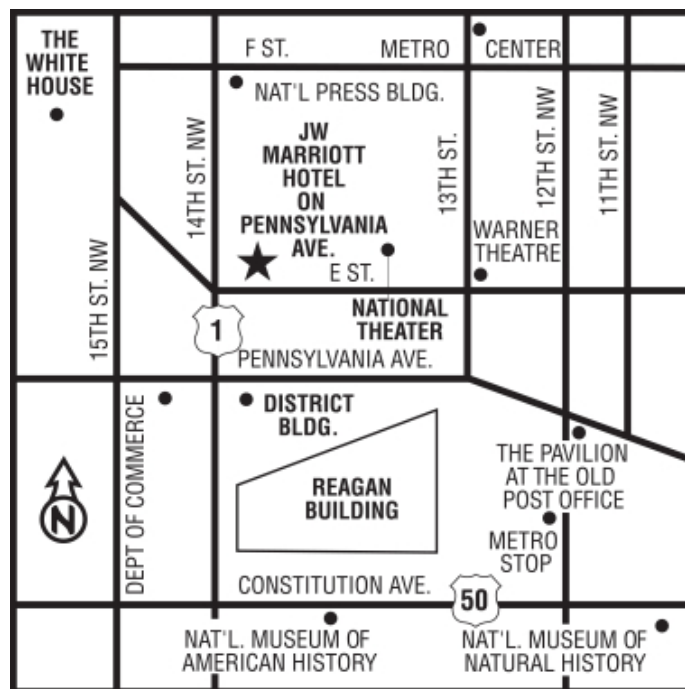 THE
WHITE
HOUSE
F ST.
METRO
CENTER
NAT'L PRESS BLDG.
14TH ST. NW
JW
MARRIOTT
HOTEL
ON
PENNSYLVANIA
AVE.
13TH ST.
12TH ST. NW
11TH ST. NW
WARNER
THEATRE
E ST.
15TH ST. NW
1
NATIONAL
THEATER
PENNSYLVANIA AVE.
DEPT OF COMMERCE
DISTRICT
BLDG.
REAGAN
BUILDING
THE PAVILION
AT THE OLD
POST OFFICE
N
METRO
STOP
CONSTITUTION AVE.
50
NAT'L. MUSEUM OF
AMERICAN HISTORY
NAT'L. MUSEUM OF
NATURAL HISTORY